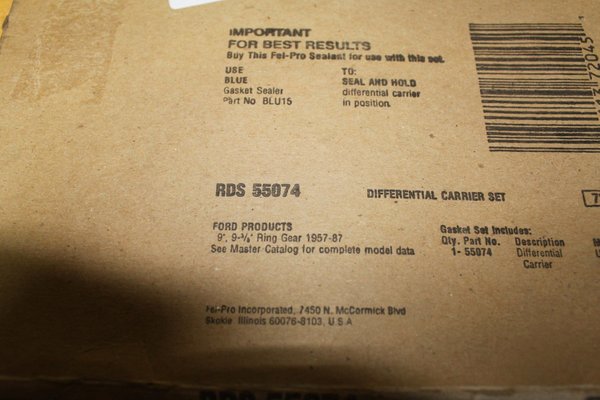 IMPORTANT
FOR BEST RESULTS
Buy This Fel-Pro Sealant for use with this set.
USE TO:
BLUE SEAL AND HOLD
Gasket Sealer differential carrier
Part No BLU15 in position.
RDS 55074 DIFFERENTIAL CARRIER SET 7
FORD PRODUCTS
9", 9-3/8" Ring Gear 1957-87
See Master Catalog for complete model data
Gasket Set Includes:
Qty. Part No. Description
1- 55074 Differential
Carrier
Fel-Pro Incorporated, 7450 N. McCormick Blvd
Skokie Illinois 60076-8103, U.S.A
RDS 55074